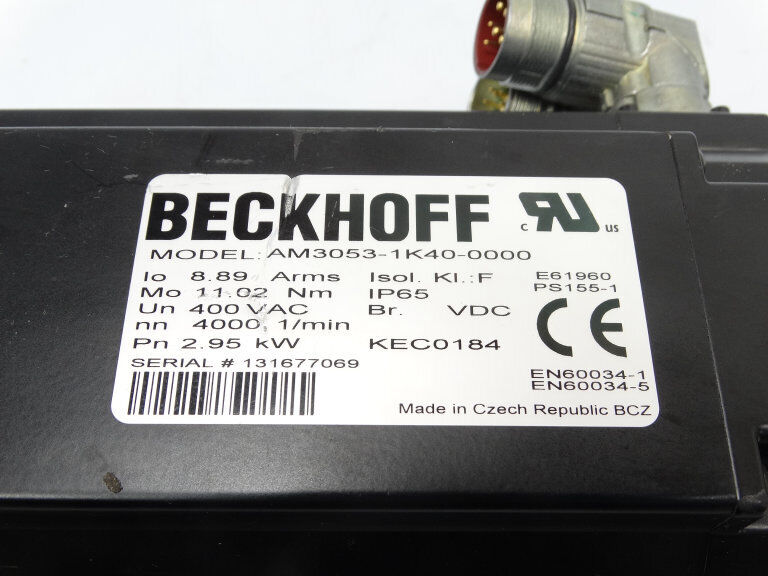 BECKHOFF
c RU us
MODEL: AM3053-1K40-0000
Io 8.89 Arms Isol. Kl.:F E61960
Mo 11.02 Nm IP65 PS155-1
Un 400 VAC Br. VDC
nn 4000 1/min CE
Pn 2.95 kW KEC0184
SERIAL # 131677069 EN60034-1
EN60034-5
Made in Czech Republic BCZ